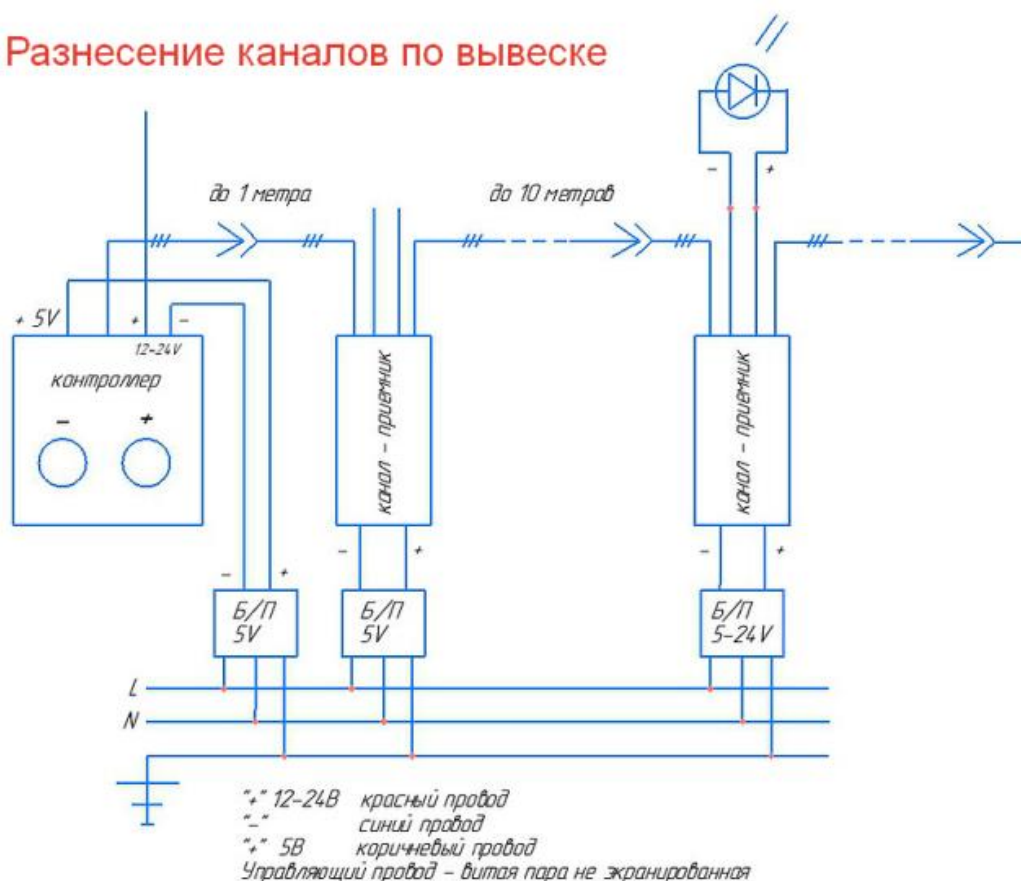 Разнесение каналов по вывеске
- +
до 1 метра
до 10 метров
+ 5V
+
-
12-24V
контроллер
- +
канал - приемник
канал - приемник
- +
- +
- +
Б/П
5V
Б/П
5V
Б/П
5-24V
L
N
"+" 12-24В красный провод
"-" синий провод
"+" 5В коричневый провод
Управляющий провод - витая пара не экранированная